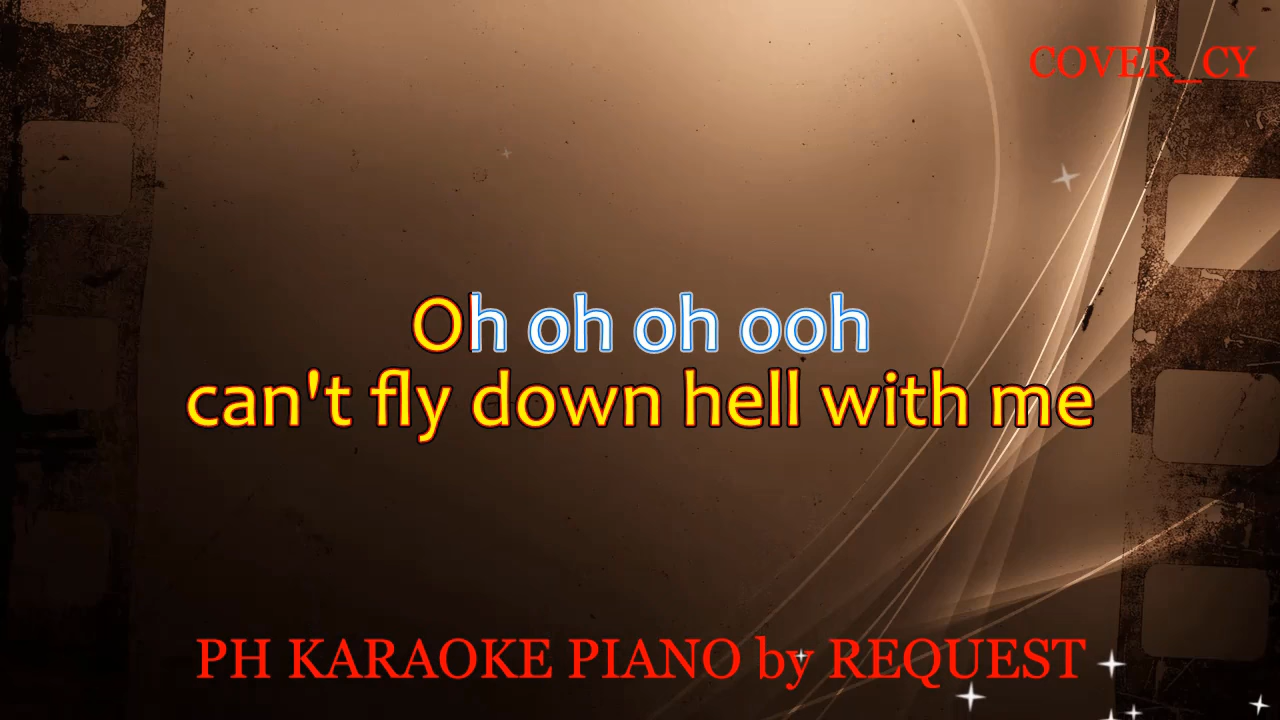 COVER_CY
Oh oh oh ooh
can't fly down hell with me
PH KARAOKE PIANO by REQUEST